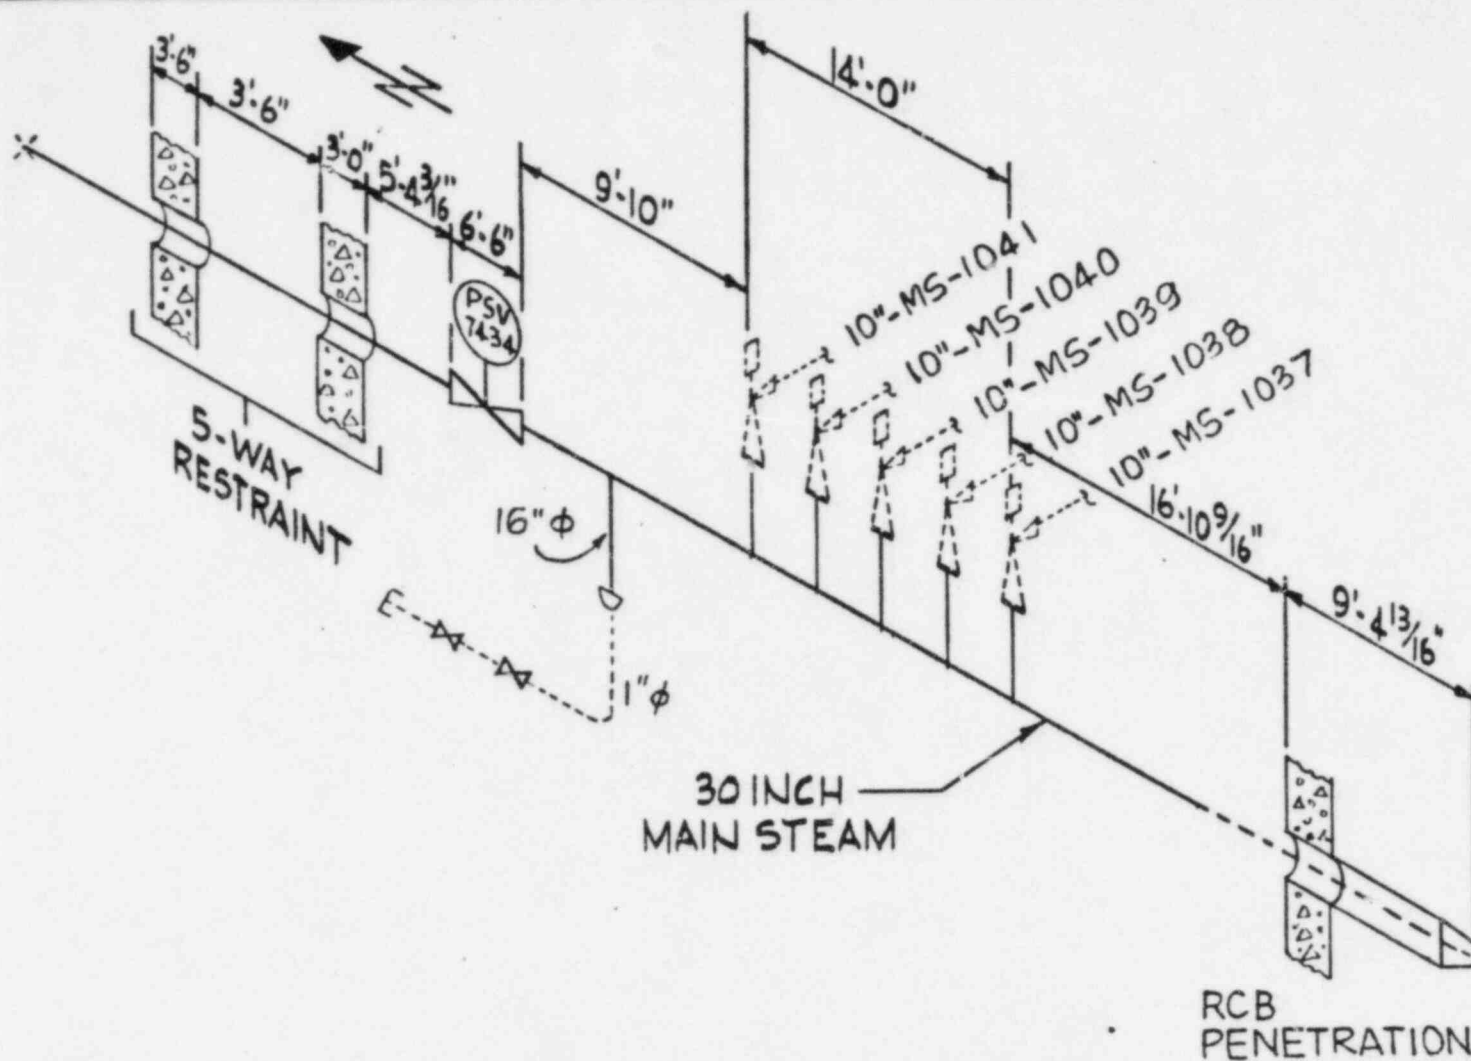 3'-6"
3'-6"
3'-0"
5'-4 3/16"
6'-6"
9'-10"
14'-0"
PSV
7434
10"-MS-1041
10"-MS-1040
10"-MS-1039
10"-MS-1038
10"-MS-1037
16'-10 9/16"
9'-4 13/16"
5-WAY
RESTRAINT
16"ϕ
1"ϕ
30 INCH
MAIN STEAM
RCB
PENETRATION